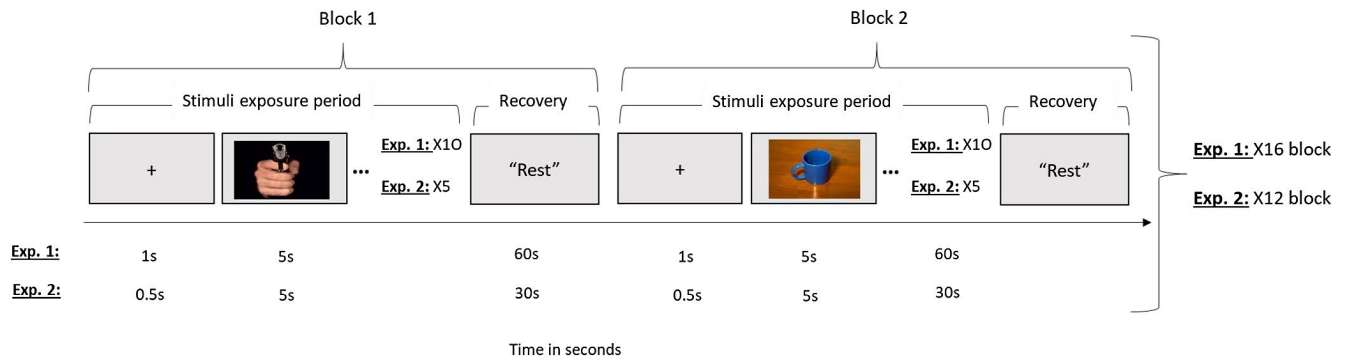 Block 1
Block 2
Stimuli exposure period
Recovery
Stimuli exposure period
Recovery
+
...
Exp. 1: X10
Exp. 2: X5
“Rest”
+
...
Exp. 1: X10
Exp. 2: X5
“Rest”
Exp. 1: X16 block
Exp. 2: X12 block
Exp. 1: 1s 5s 60s 1s 5s 60s
Exp. 2: 0.5s 5s 30s 0.5s 5s 30s
Time in seconds